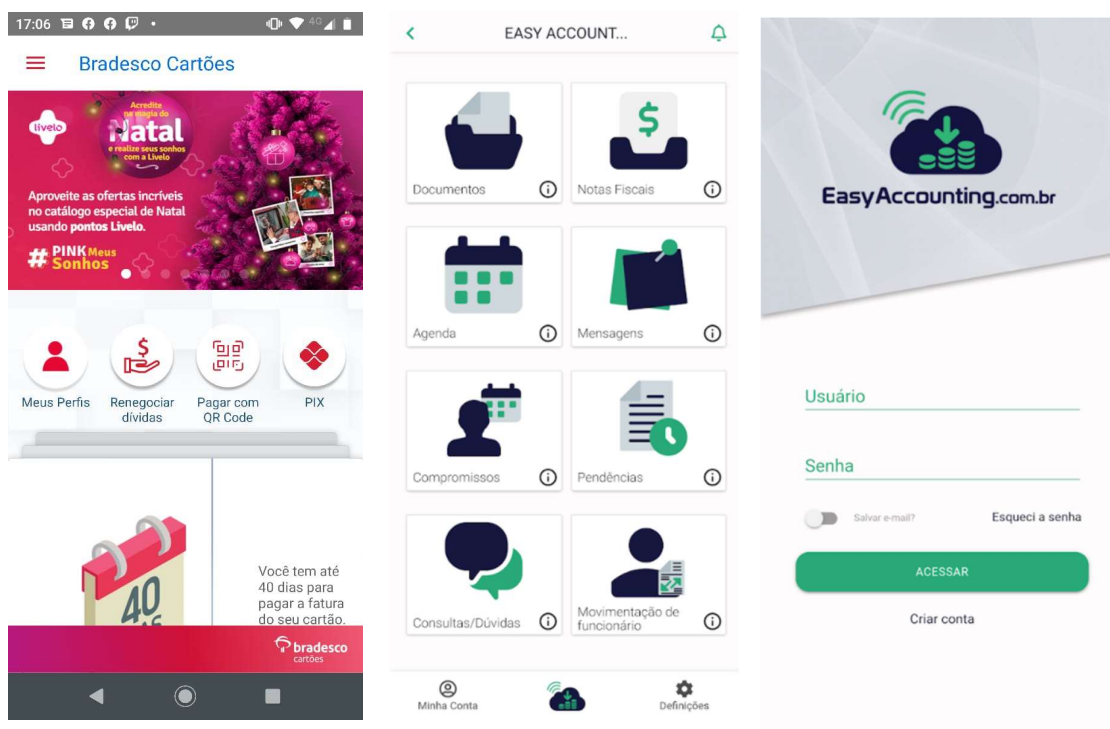 17:06
4G
Bradesco Cartões
livelo
Acredite
na magia do
Natal
e realize seus sonhos
com a Livelo
Aproveite as ofertas incríveis
no catálogo especial de Natal
usando pontos Livelo.
# PINK Meus
Sonhos
Meus Perfis
Renegociar
dívidas
Pagar com
QR Code
PIX
40
Você tem até
40 dias para
pagar a fatura
do seu cartão.
bradesco
cartões
EASY ACCOUNT...
Documentos
Notas Fiscais
Agenda
Mensagens
Compromissos
Pendências
Consultas/Dúvidas
Movimentação de
funcionário
Minha Conta
Definições
EasyAccounting.com.br
Usuário
Senha
Salvar e-mail?
Esqueci a senha
ACESSAR
Criar conta